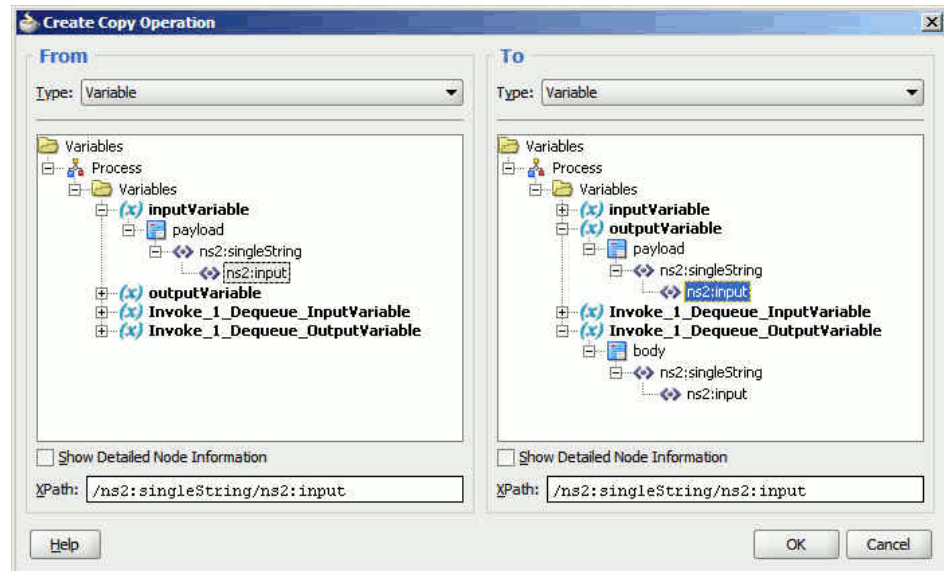 Create Copy Operation
From
Type: Variable
Variables
Process
Variables
(x) inputVariable
payload
ns2:singleString
ns2:input
(x) outputVariable
(x) Invoke_1_Dequeue_InputVariable
(x) Invoke_1_Dequeue_OutputVariable
Show Detailed Node Information
XPath: /ns2:singleString/ns2:input
To
Type: Variable
Variables
Process
Variables
(x) inputVariable
(x) outputVariable
payload
ns2:singleString
ns2:input
(x) Invoke_1_Dequeue_InputVariable
(x) Invoke_1_Dequeue_OutputVariable
body
ns2:singleString
ns2:input
Show Detailed Node Information
XPath: /ns2:singleString/ns2:input
Help
OK
Cancel